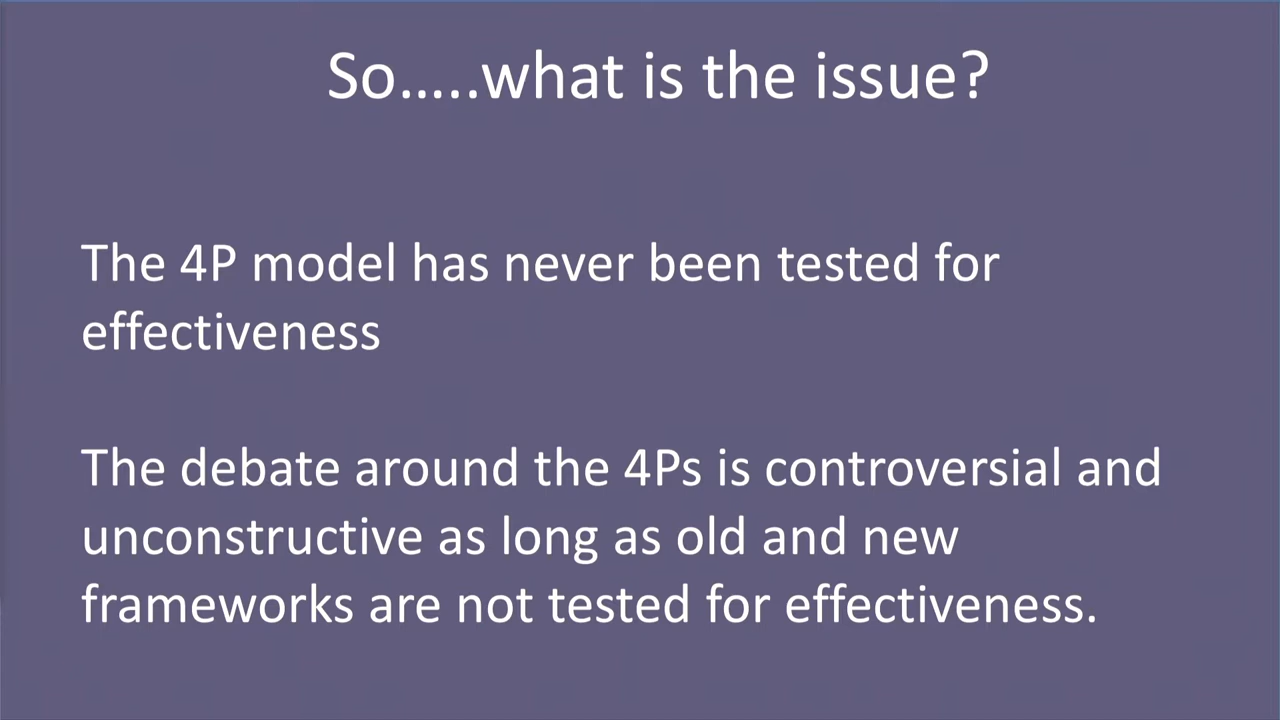 So.....what is the issue?
The 4P model has never been tested for
effectiveness
The debate around the 4Ps is controversial and
unconstructive as long as old and new
frameworks are not tested for effectiveness.